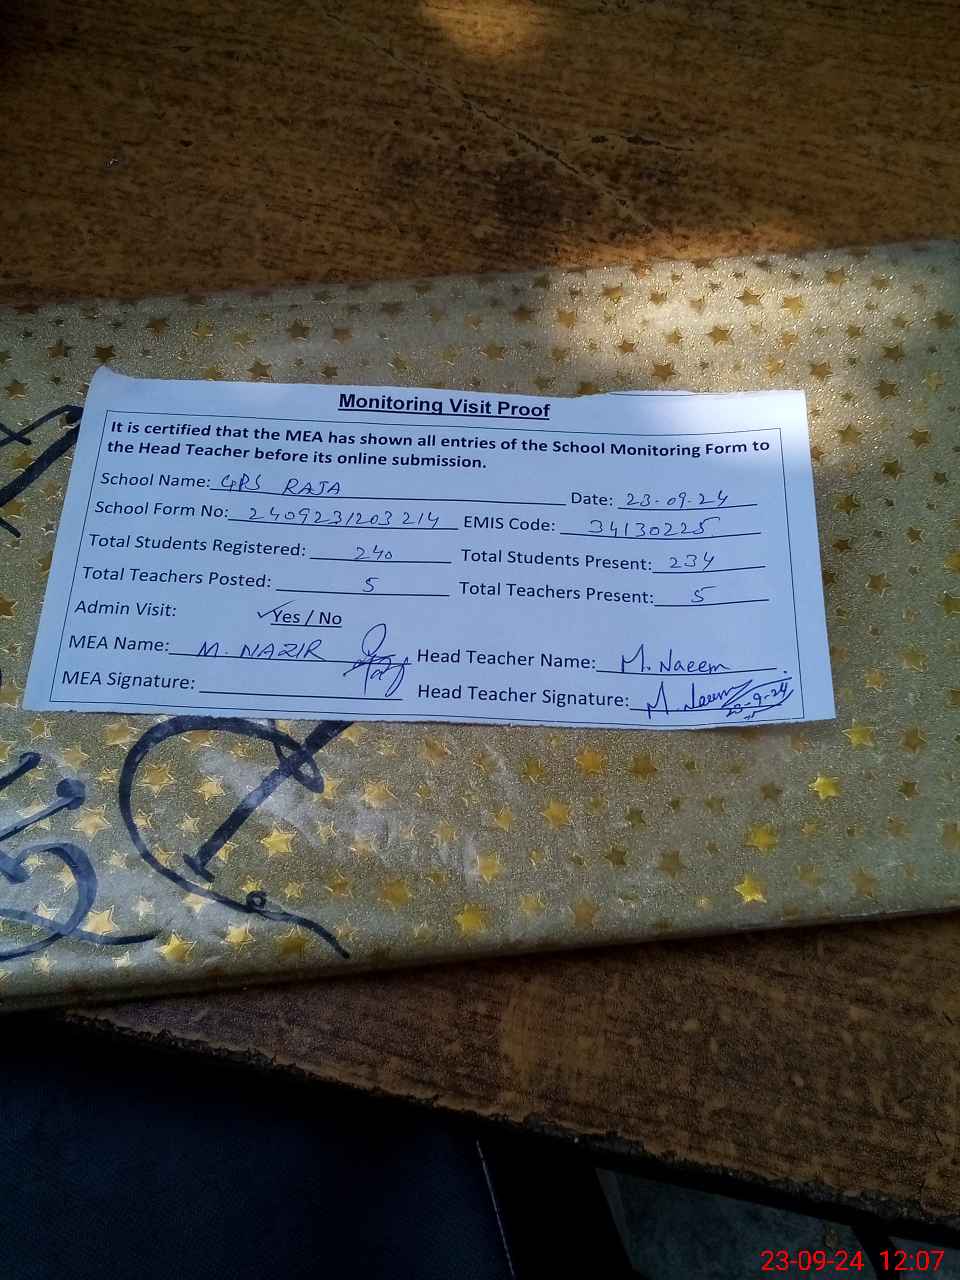 Monitoring Visit Proof
It is certified that the MEA has shown all entries of the School Monitoring Form to
the Head Teacher before its online submission.
School Name: GPS RAJA Date: 23-09-24
School Form No: 240923/203214 EMIS Code: 34130225
Total Students Registered: 240 Total Students Present: 234
Total Teachers Posted: 5 Total Teachers Present: 5
Admin Visit: ✓Yes / No
MEA Name: M. NAZIR Head Teacher Name: M. Naeem
MEA Signature: Head Teacher Signature: M. Naeem 23-9-24
23-09-24 12:07